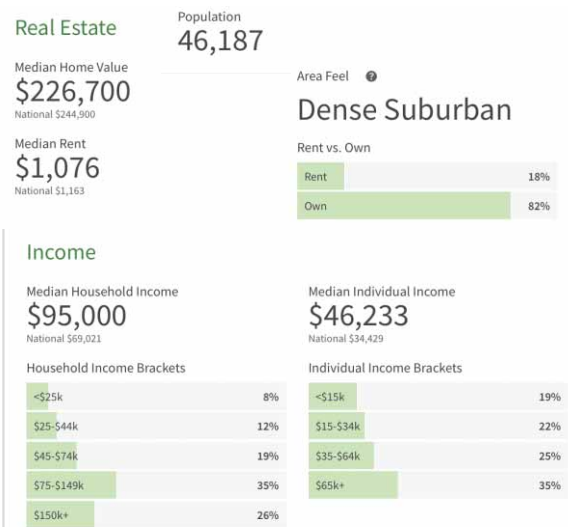 Real Estate
Population
46,187
Median Home Value
$226,700
National $244,900
Median Rent
$1,076
National $1,163
Area Feel ?
Dense Suburban
Rent vs. Own
Rent 18%
Own 82%
Income
Median Household Income
$95,000
National $69,021
Household Income Brackets
<$25k 8%
$25-$44k 12%
$45-$74k 19%
$75-$149k 35%
$150k+ 26%
Median Individual Income
$46,233
National $34,429
Individual Income Brackets
<$15k 19%
$15-$34k 22%
$35-$64k 25%
$65k+ 35%